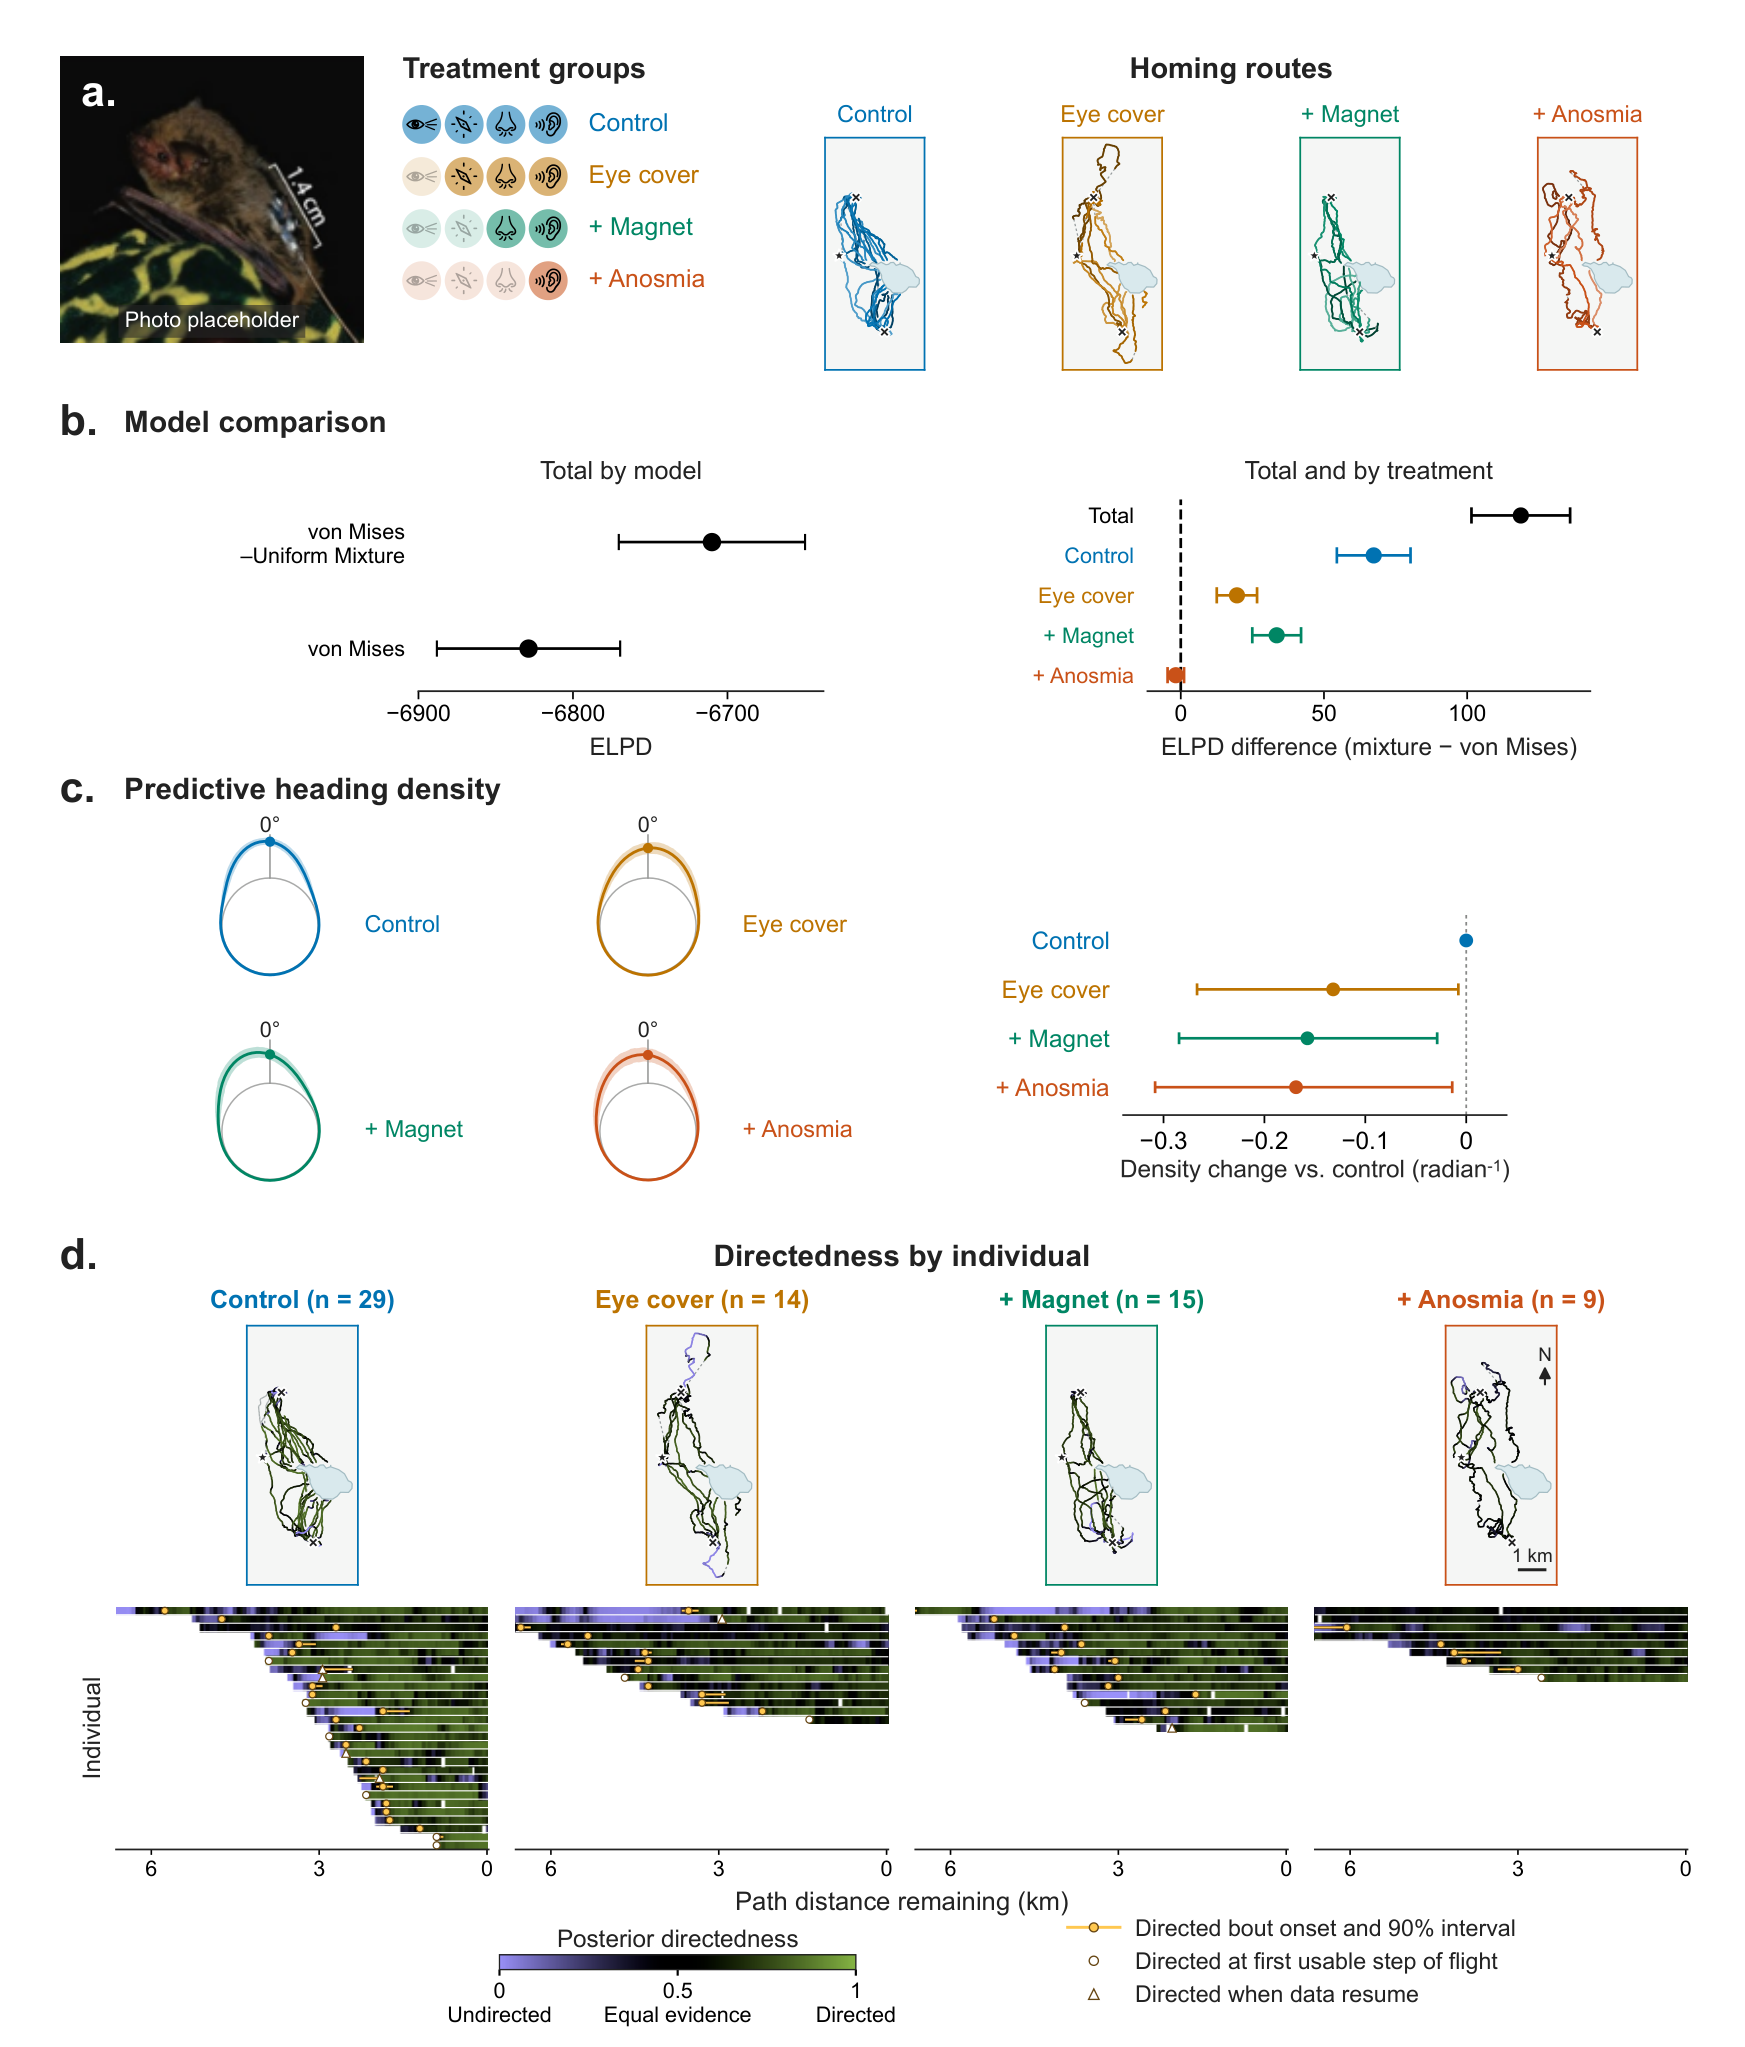 a.
1.4 cm
Photo placeholder
Treatment groups
Control
Eye cover
+ Magnet
+ Anosmia
Homing routes
Control
Eye cover
+ Magnet
+ Anosmia
b. Model comparison
Total by model
von Mises
–Uniform Mixture
von Mises
−6900 −6800 −6700
ELPD
Total and by treatment
Total
Control
Eye cover
+ Magnet
+ Anosmia
0 50 100
ELPD difference (mixture − von Mises)
c. Predictive heading density
0°
Control
0°
Eye cover
0°
+ Magnet
0°
+ Anosmia
Control
Eye cover
+ Magnet
+ Anosmia
−0.3 −0.2 −0.1 0
Density change vs. control (radian⁻¹)
d. Directedness by individual
Control (n = 29)
Eye cover (n = 14)
+ Magnet (n = 15)
+ Anosmia (n = 9)
N
1 km
Individual
6 3 0
6 3 0
6 3 0
6 3 0
Path distance remaining (km)
Posterior directedness
0 0.5 1
Undirected Equal evidence Directed
Directed bout onset and 90% interval
Directed at first usable step of flight
Directed when data resume